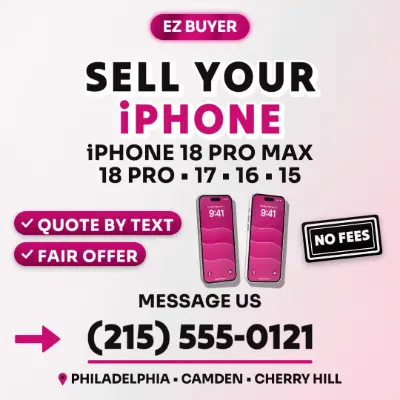 EZ BUYER
SELL YOUR
iPHONE
iPHONE 18 PRO MAX
18 PRO ▪ 17 ▪ 16 ▪ 15
9:41
9:41
QUOTE BY TEXT
FAIR OFFER
NO FEES
MESSAGE US
(215) 555-0121
PHILADELPHIA ▪ CAMDEN ▪ CHERRY HILL